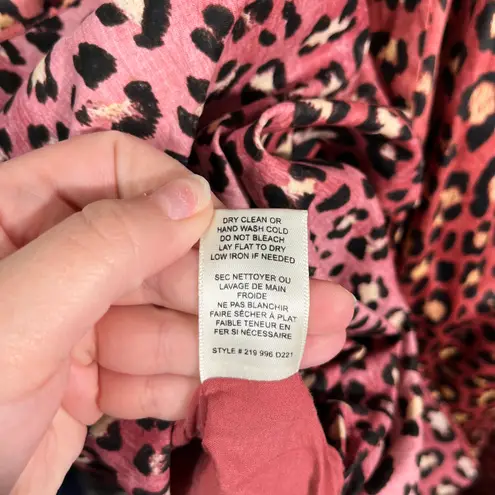 DRY CLEAN OR
HAND WASH COLD
DO NOT BLEACH
LAY FLAT TO DRY
LOW IRON IF NEEDED
SEC NETTOYER OU
LAVAGE DE MAIN
FROIDE
NE PAS BLANCHIR
FAIRE SÉCHER À PLAT
FAIBLE TENEUR EN
FER SI NÉCESSAIRE
STYLE # 219 996 D221